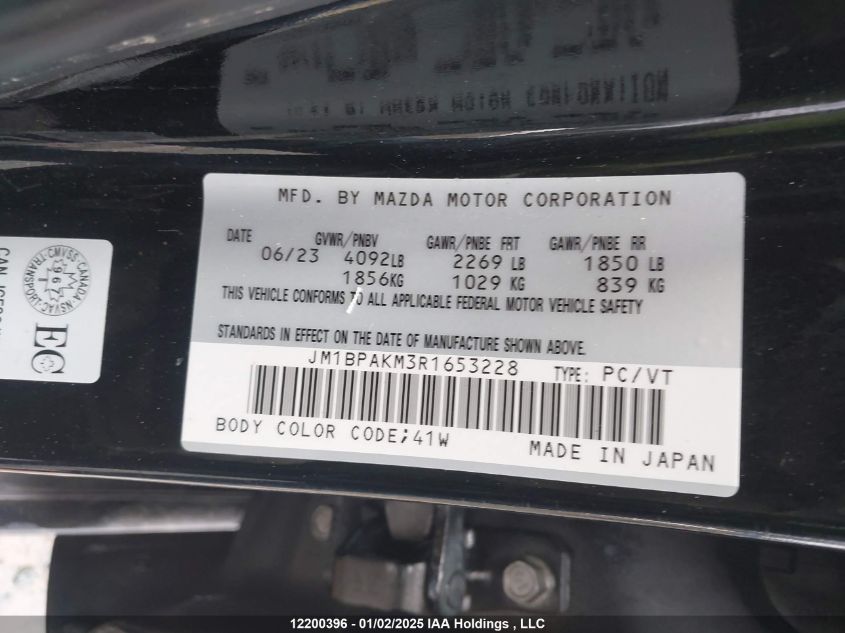 MFD. BY MAZDA MOTOR CORPORATION
DATE GVWR/PNBV GAWR/PNBE FRT GAWR/PNBE RR
06/23 4092LB 2269 LB 1850 LB
1856KG 1029 KG 839 KG
THIS VEHICLE CONFORMS TO ALL APPLICABLE FEDERAL MOTOR VEHICLE SAFETY
STANDARDS IN EFFECT ON THE DATE OF MANUFACTURE SHOWN ABOVE.
JM1BPAKM3R1653228 TYPE: PC/VT
BODY COLOR CODE;41W
MADE IN JAPAN
EC
12200396 - 01/02/2025 IAA Holdings , LLC